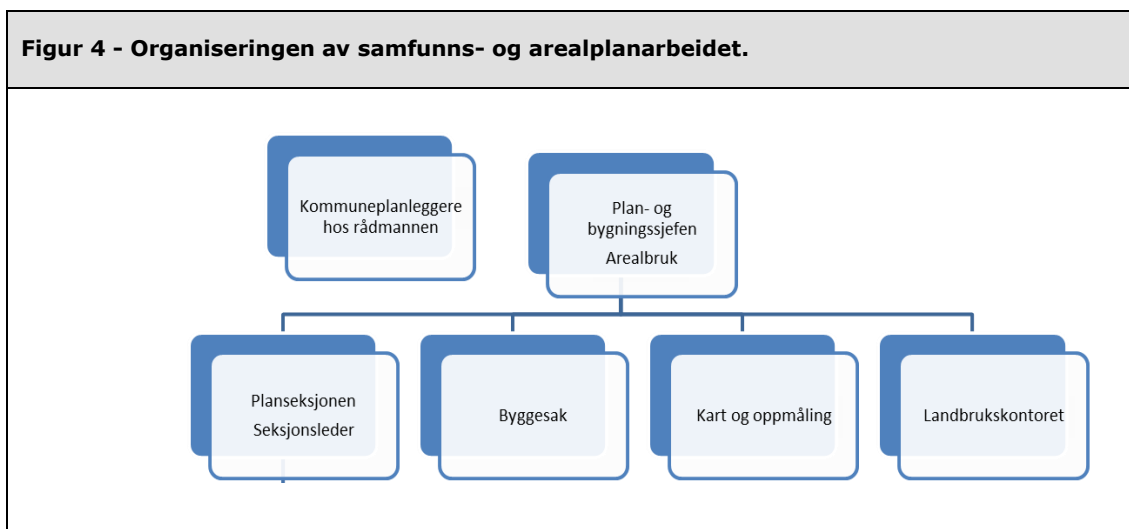 Figur 4 - Organiseringen av samfunns- og arealplanarbeidet.
Kommuneplanleggere
hos rådmannen
Plan- og
bygningssjefen
Arealbruk
Planseksjonen
Seksjonsleder
Byggesak
Kart og oppmåling
Landbrukskontoret